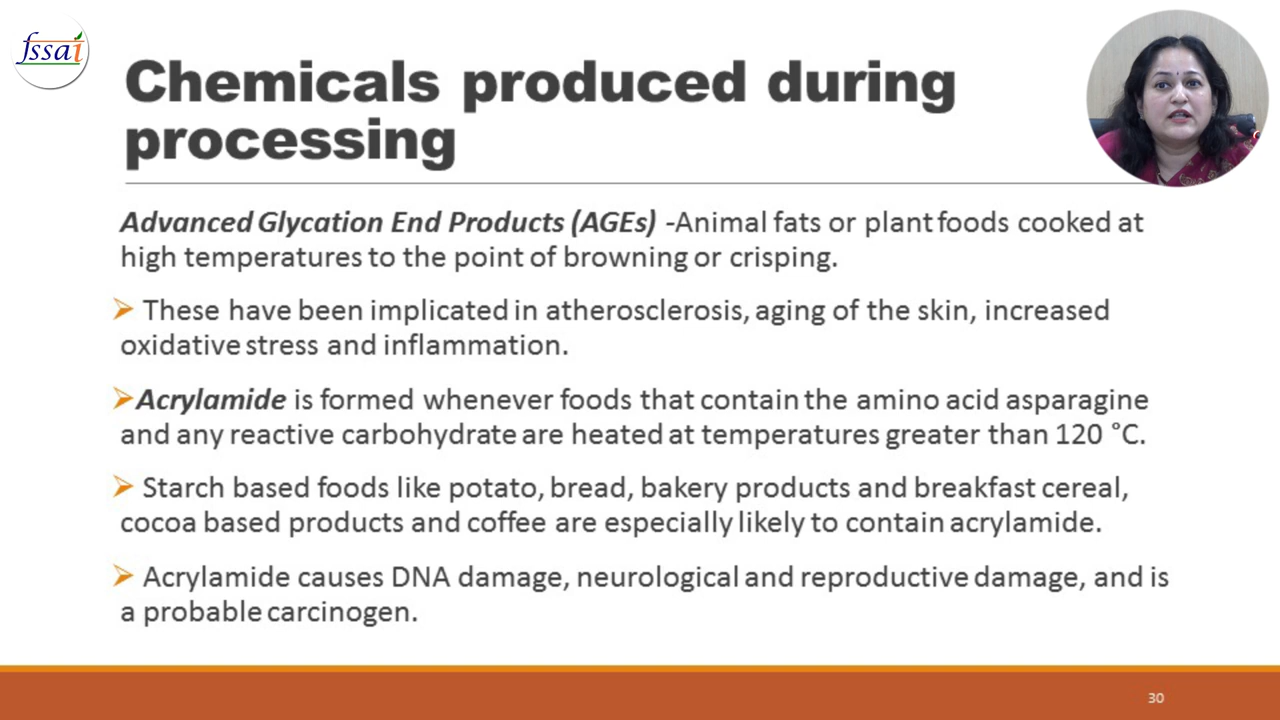 fssai
Chemicals produced during
processing
Advanced Glycation End Products (AGEs) -Animal fats or plant foods cooked at
high temperatures to the point of browning or crisping.
➢ These have been implicated in atherosclerosis, aging of the skin, increased
oxidative stress and inflammation.
➢Acrylamide is formed whenever foods that contain the amino acid asparagine
and any reactive carbohydrate are heated at temperatures greater than 120 °C.
➢ Starch based foods like potato, bread, bakery products and breakfast cereal,
cocoa based products and coffee are especially likely to contain acrylamide.
➢ Acrylamide causes DNA damage, neurological and reproductive damage, and is
a probable carcinogen.
30